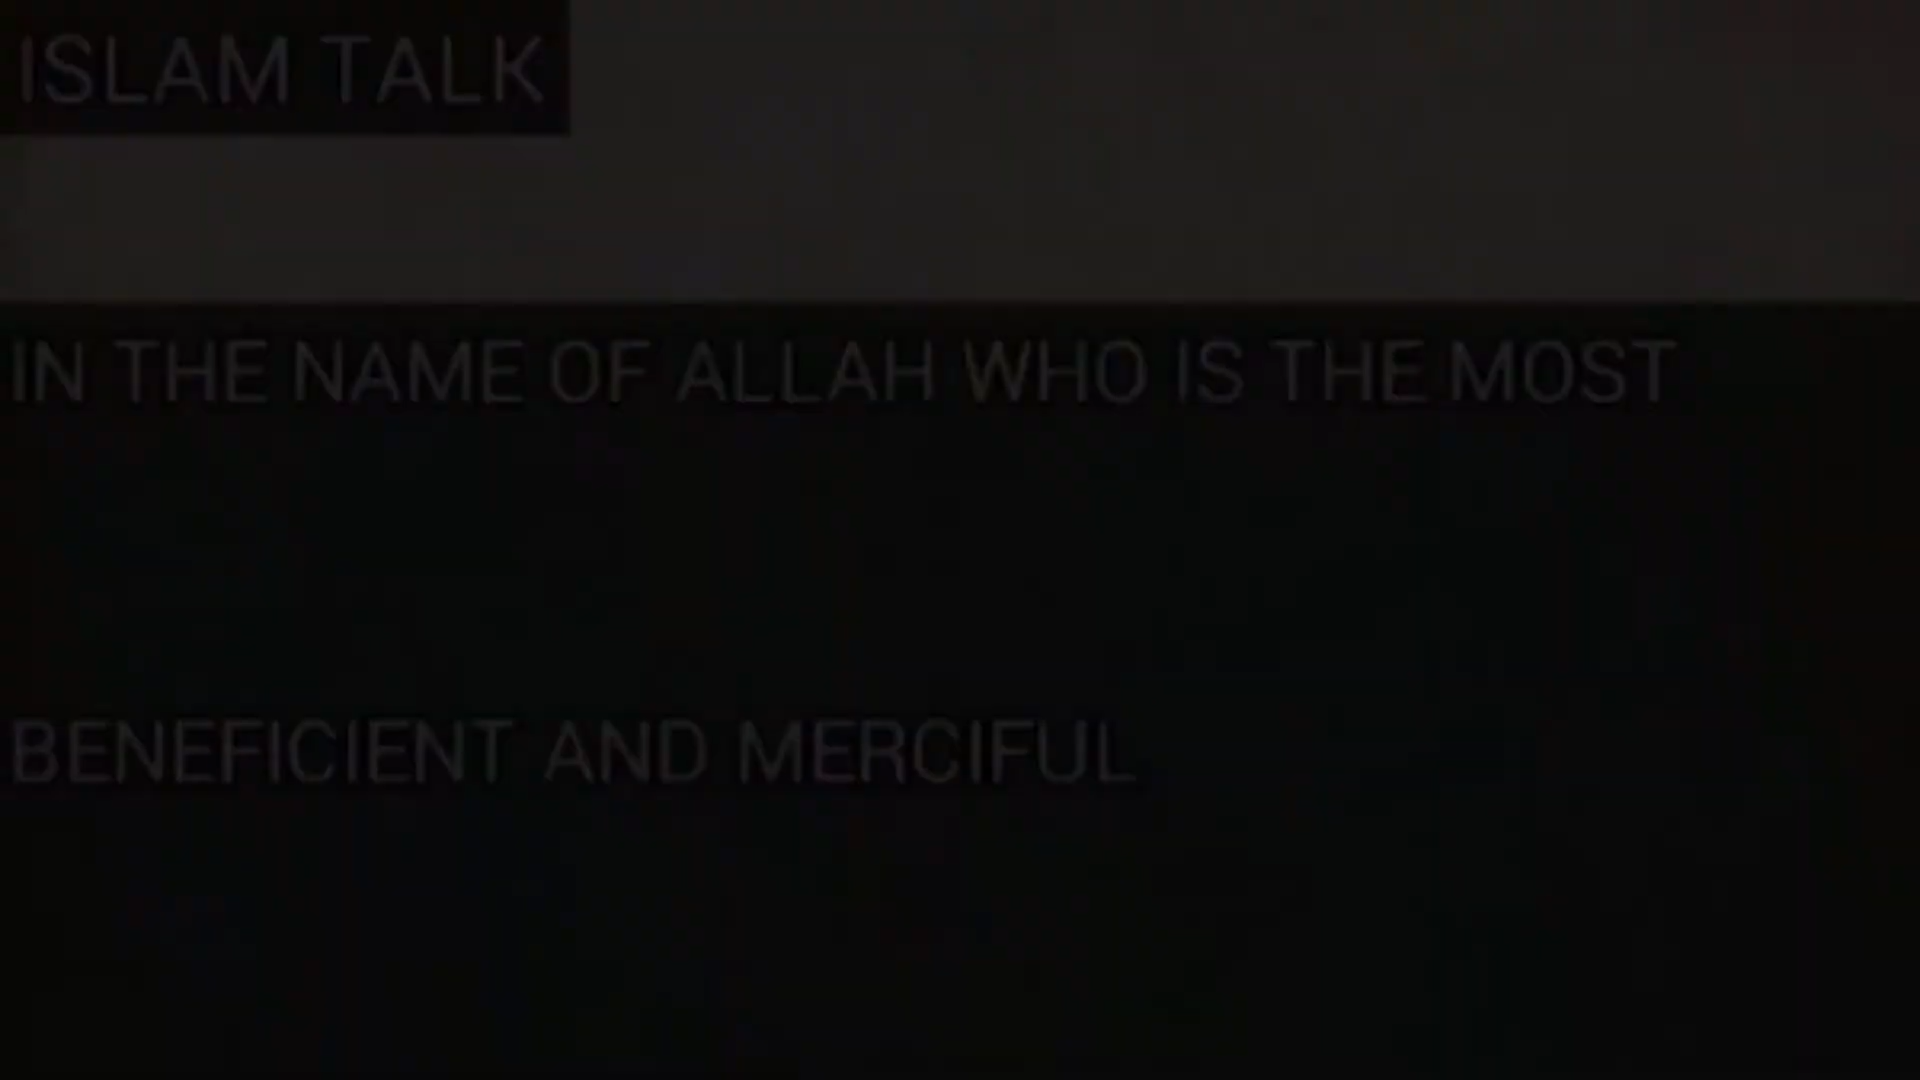 ISLAM TALK
IN THE NAME OF ALLAH WHO IS THE MOST
BENEFICIENT AND MERCIFUL